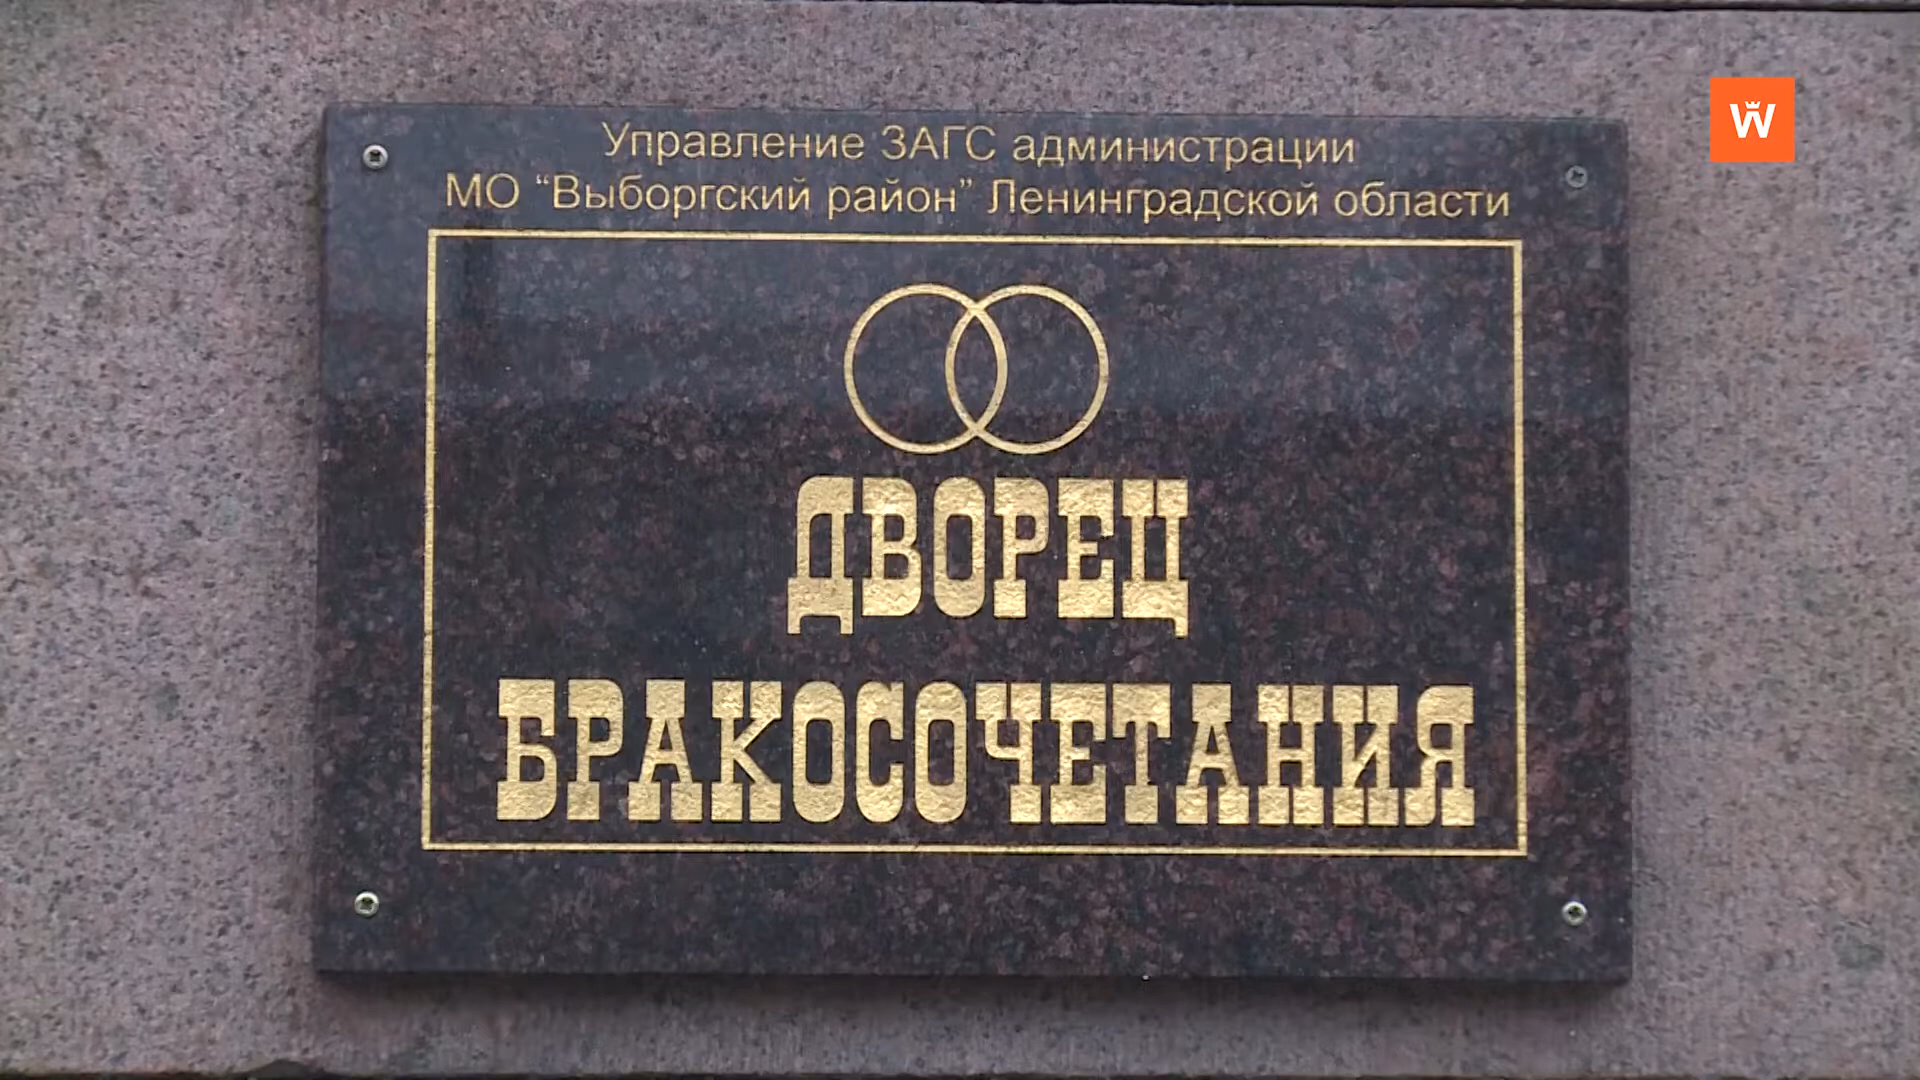 Управление ЗАГС администрации
МО “Выборгский район” Ленинградской области
ДВОРЕЦ
БРАКОСОЧЕТАНИЯ
W